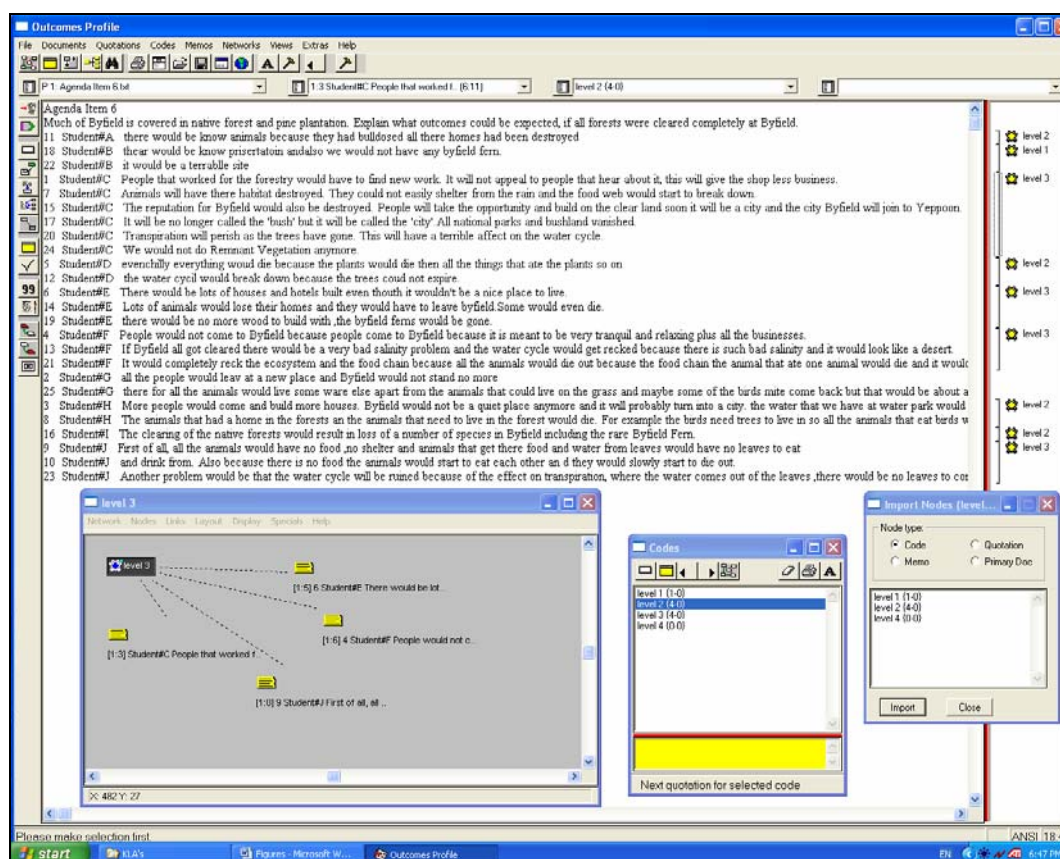 Outcomes Profile
File Documents Quotations Codes Memos Networks Views Extras Help
P 1: Agenda Item 6.txt 1:3 Student#C People that worked f.. (6:11) level 2 (4-0)
Agenda Item 6
Much of Byfield is covered in native forest and pine plantation. Explain what outcomes could be expected, if all forests were cleared completely at Byfield.
11 Student#A there would be know animals because they had bulldosed all there homes had been destroyed
18 Student#B thear would be know prisertatoin andalso we would not have any byfield fern.
22 Student#B it would be a terrablle site
1 Student#C People that worked for the forestry would have to find new work. It will not appeal to people that hear about it, this will give the shop less business.
7 Student#C Animals will have there habitat destroyed. They could not easily shelter from the rain and the food web would start to break down.
15 Student#C The reputation for Byfield would also be destroyed. People will take the opportunity and build on the clear land soon it will be a city and the city Byfield will join to Yeppoon.
17 Student#C It will be no longer called the 'bush' but it will be called the 'city' All national parks and bushland vanished.
20 Student#C Transpiration will perish as the trees have gone. This will have a terrible affect on the water cycle.
24 Student#C We would not do Remnant Vegetation anymore.
5 Student#D evenchilly everything woud die because the plants would die then all the things that ate the plants so on
12 Student#D the water cycil would break down because the trees coud not expire.
6 Student#E There would be lots of houses and hotels built even thouth it wouldn't be a nice place to live.
14 Student#E Lots of animals would lose their homes and they would have to leave byfield.Some would even die.
19 Student#E there would be no more wood to build with ,the byfield ferns would be gone.
4 Student#F People would not come to Byfield because people come to Byfield because it is meant to be very tranqul and relaxing plus all the businesses.
13 Student#F If Byfield all got cleared there would be a very bad salinity problem and the water cycle would get recked because there is such bad salinity and it would look like a desert.
21 Student#F It would completely reck the ecosystem and the food chain because all the animals would die out because the food chain the animal that ate one animal would die and it would
2 Student#G all the people would leav at a new place and Byfield would not stand no more
25 Student#G there for all the animals would live some ware else apart from the animals that could live on the grass and maybe some of the birds mite come back but that would be about a
3 Student#H More people would come and build more houses. Byfield would not be a quiet place anymore and it will probably turn into a city. the water that we have at water park would
8 Student#H The animals that had a home in the forests an the animals that need to live in the forest would die. For example the birds need trees to live in so all the animals that eat birds w
16 Student#I The clearing of the native forests would result in loss of a number of species in Byfield including the rare Byfield Fern.
9 Student#J First of all, all the animals would have no food ,no shelter and animals that get there food and water from leaves would have no leaves to eat
10 Student#J and drink from. Also because there is no food the animals would start to eat each other an d they would slowly start to die out.
23 Student#J Another problem would be that the water cycle will be ruined because of the effect on transpiration, where the water comes out of the leaves ,there would be no leaves to cor
level 2
level 1
level 3
level 2
level 3
level 3
level 2
level 2
level 3
level 3
Network Nodes Links Layout Display Specials Help
level 3
[1:5] 6 Student#E There would be lot...
[1:6] 4 Student#F People would not c...
[1:3] Student#C People that worked f...
[1:0] 9 Student#J First of all, all ...
X: 482 Y: 27
Codes
level 1 (1-0)
level 2 (4-0)
level 3 (4-0)
level 4 (0-0)
Next quotation for selected code
Import Nodes (level...
Node type:
Code Quotation
Memo Primary Doc
level 1 (1-0)
level 2 (4-0)
level 4 (0-0)
Import Close
Please make selection first. ANSI 18
start KLA's Figures - Microsoft W... Outcomes Profile EN 6:47 PM